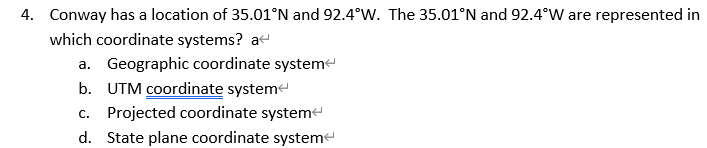 4. Conway has a location of 35.01°N and 92.4°W. The 35.01°N and 92.4°W are represented in
which coordinate systems? a↵
a. Geographic coordinate system↵
b. UTM coordinate system↵
c. Projected coordinate system↵
d. State plane coordinate system↵